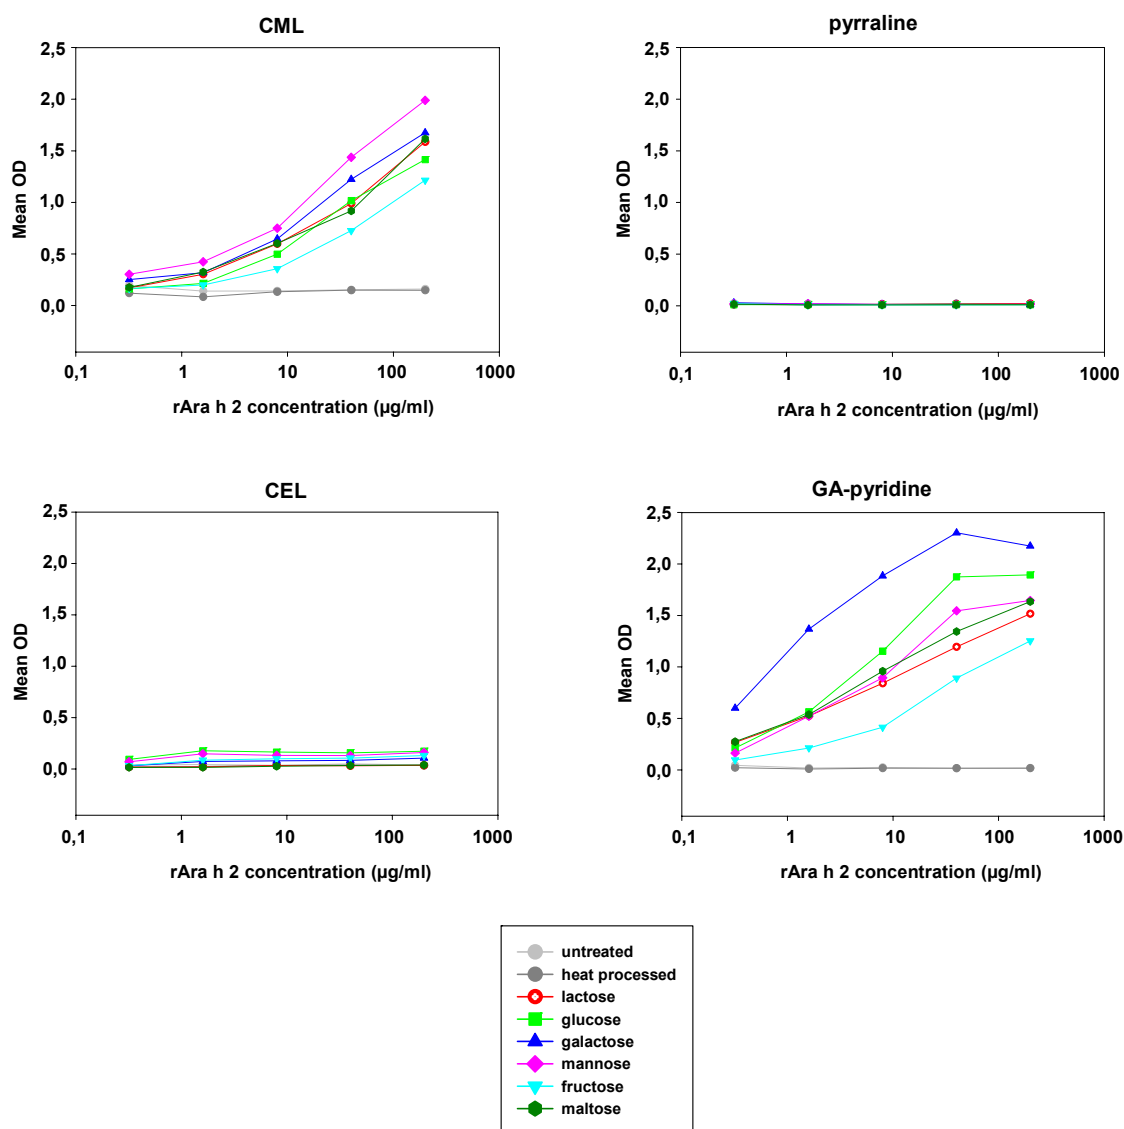 CML
2,5
2,0
1,5
1,0
0,5
0,0
Mean OD
0,1 1 10 100 1000
rAra h 2 concentration (µg/ml)
pyrraline
2,5
2,0
1,5
1,0
0,5
0,0
Mean OD
0,1 1 10 100 1000
rAra h 2 concentration (µg/ml)
CEL
2,5
2,0
1,5
1,0
0,5
0,0
Mean OD
0,1 1 10 100 1000
rAra h 2 concentration (µg/ml)
GA-pyridine
2,5
2,0
1,5
1,0
0,5
0,0
Mean OD
0,1 1 10 100 1000
rAra h 2 concentration (µg/ml)
untreated
heat processed
lactose
glucose
galactose
mannose
fructose
maltose